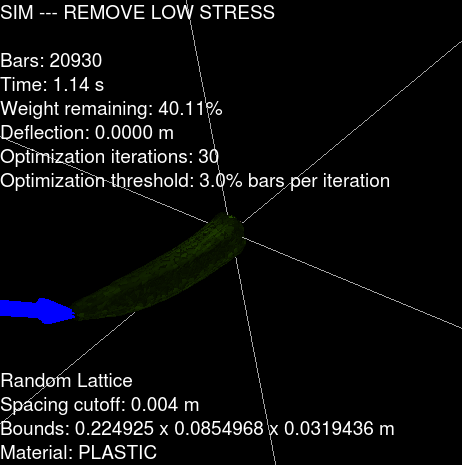 SIM --- REMOVE LOW STRESS
Bars: 20930
Time: 1.14 s
Weight remaining: 40.11%
Deflection: 0.0000 m
Optimization iterations: 30
Optimization threshold: 3.0% bars per iteration
Random Lattice
Spacing cutoff: 0.004 m
Bounds: 0.224925 x 0.0854968 x 0.0319436 m
Material: PLASTIC